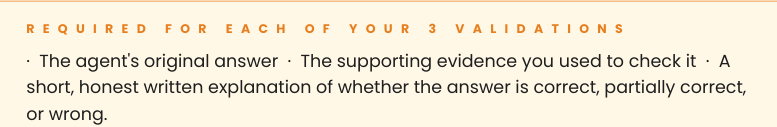 REQUIRED FOR EACH OF YOUR 3 VALIDATIONS
· The agent's original answer · The supporting evidence you used to check it · A
short, honest written explanation of whether the answer is correct, partially correct,
or wrong.